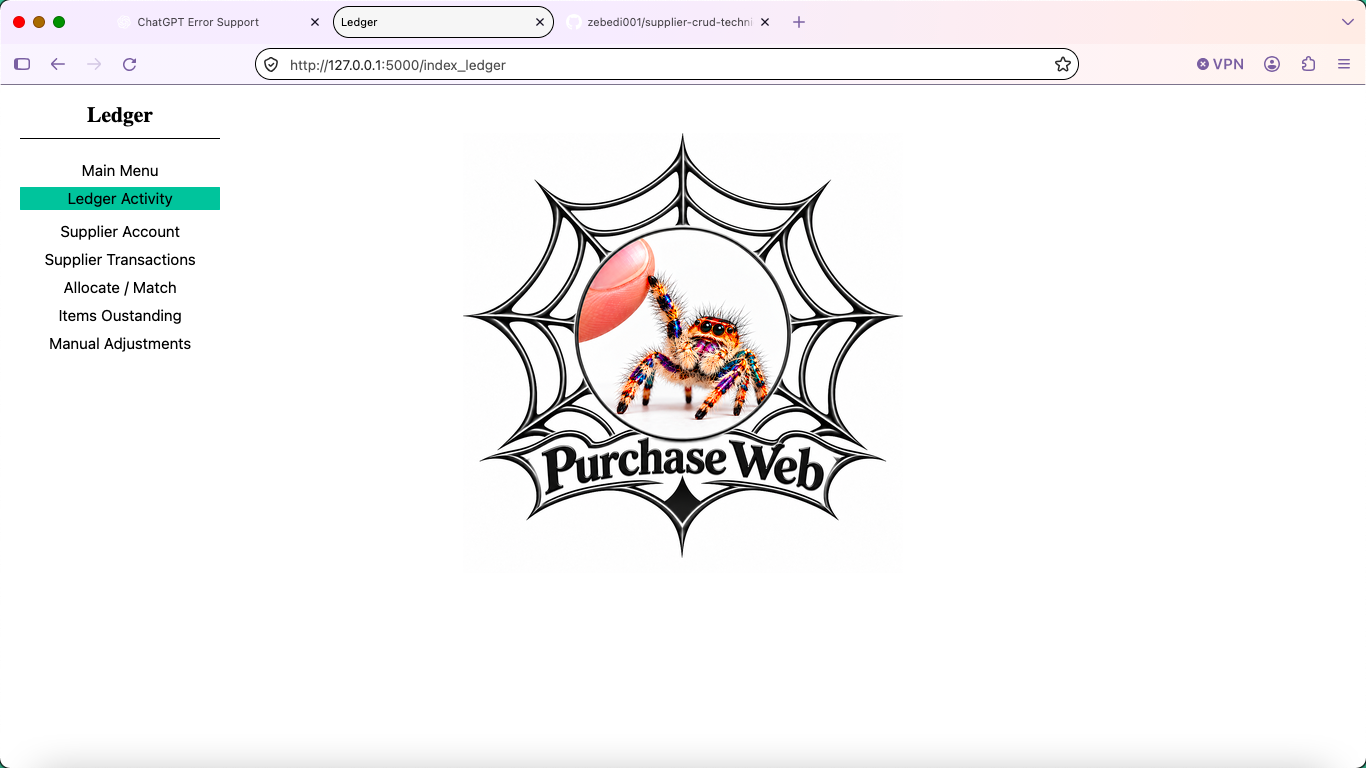 ChatGPT Error Support
Ledger
zebedi001/supplier-crud-techni
http://127.0.0.1:5000/index_ledger
VPN
Ledger
Main Menu
Ledger Activity
Supplier Account
Supplier Transactions
Allocate / Match
Items Oustanding
Manual Adjustments
Purchase Web